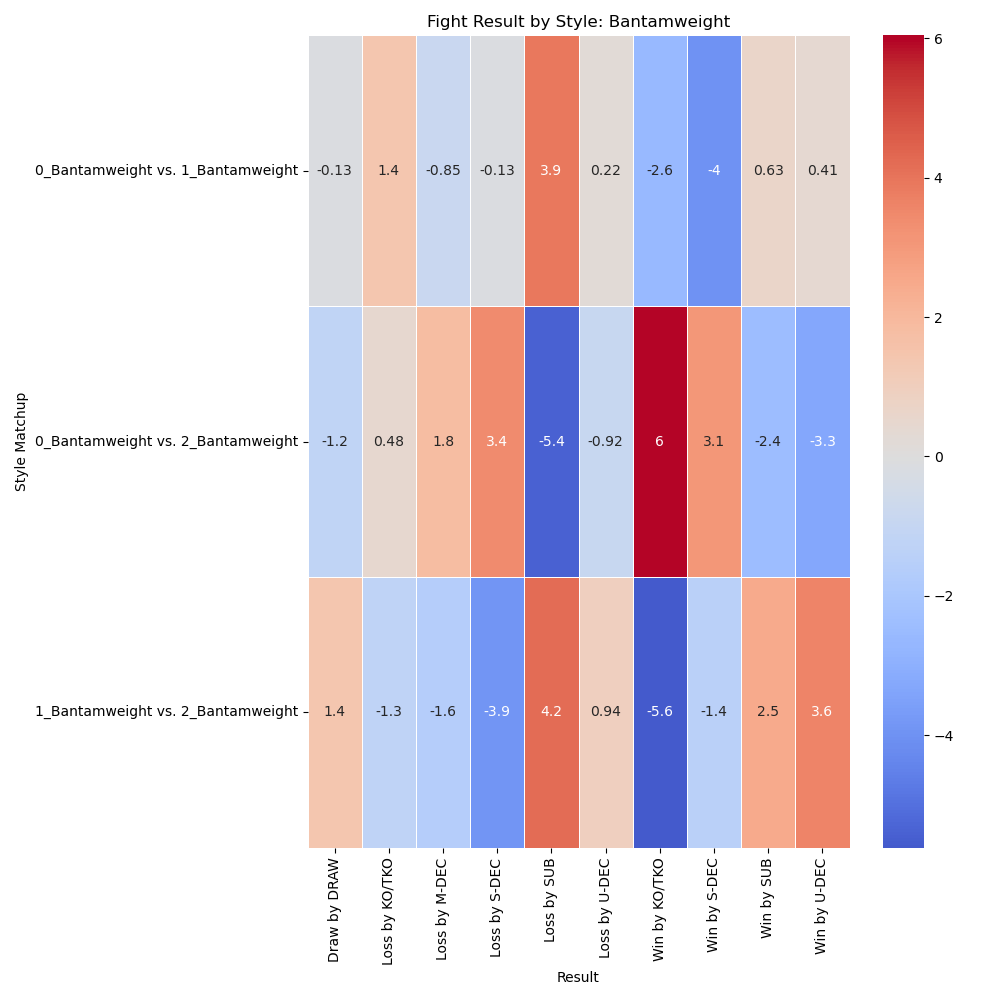 Fight Result by Style: Bantamweight
Style Matchup
0_Bantamweight vs. 1_Bantamweight
-0.13 1.4 -0.85 -0.13 3.9 0.22 -2.6 -4 0.63 0.41
0_Bantamweight vs. 2_Bantamweight
-1.2 0.48 1.8 3.4 -5.4 -0.92 6 3.1 -2.4 -3.3
1_Bantamweight vs. 2_Bantamweight
1.4 -1.3 -1.6 -3.9 4.2 0.94 -5.6 -1.4 2.5 3.6
Draw by DRAW
Loss by KO/TKO
Loss by M-DEC
Loss by S-DEC
Loss by SUB
Loss by U-DEC
Win by KO/TKO
Win by S-DEC
Win by SUB
Win by U-DEC
Result
6
4
2
0
−2
−4